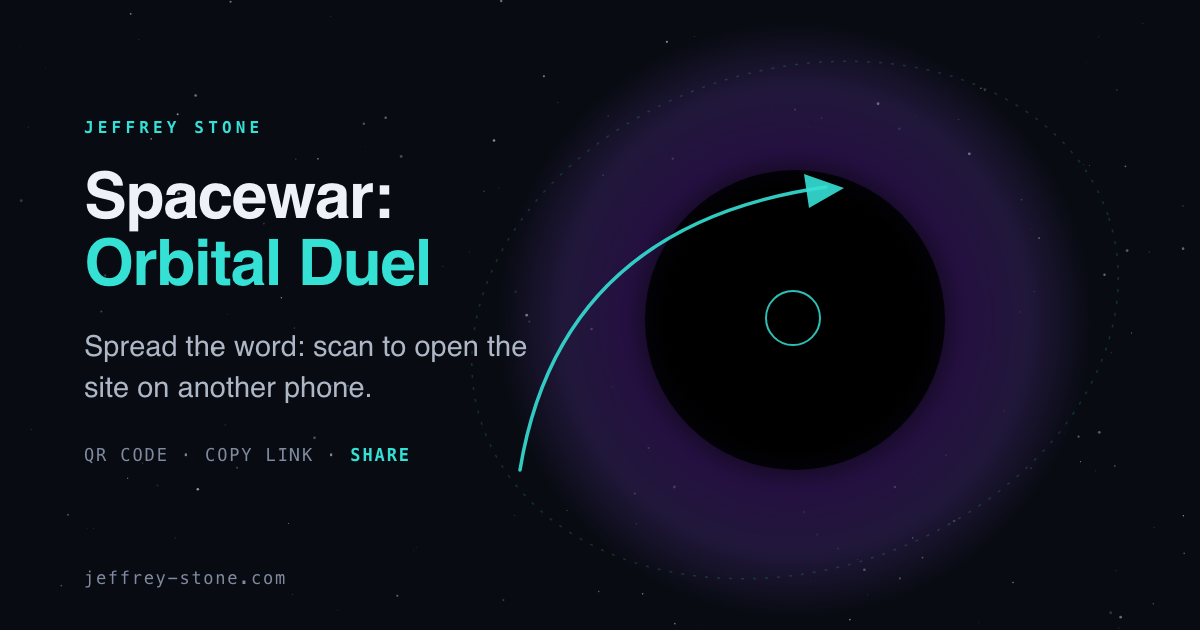 JEFFREY STONE
Spacewar:
Orbital Duel
Spread the word: scan to open the
site on another phone.
QR CODE · COPY LINK · SHARE
jeffrey-stone.com